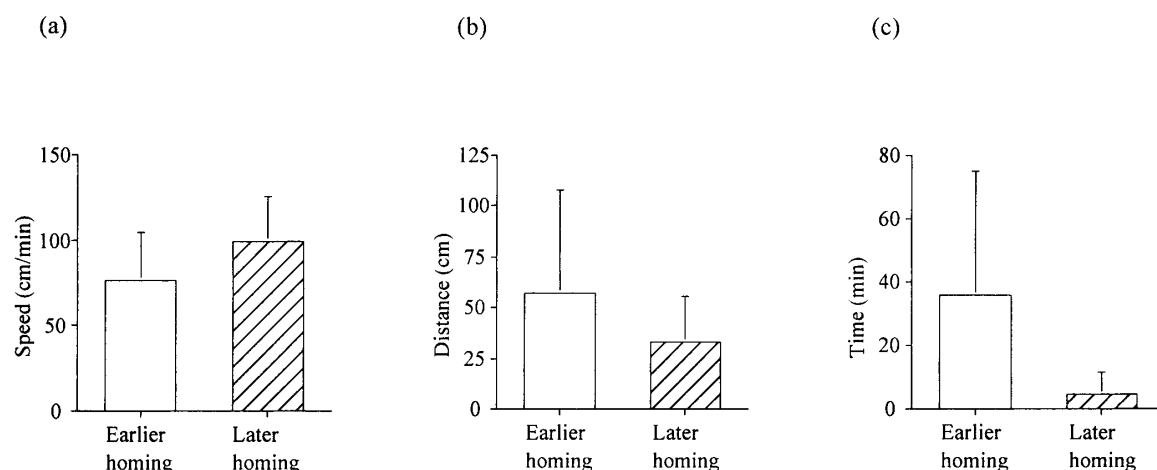 (a)
(b)
(c)
Speed (cm/min)
150
100
50
0
Earlier homing
Later homing
Distance (cm)
125
100
75
50
25
0
Earlier homing
Later homing
Time (min)
80
60
40
20
0
Earlier homing
Later homing